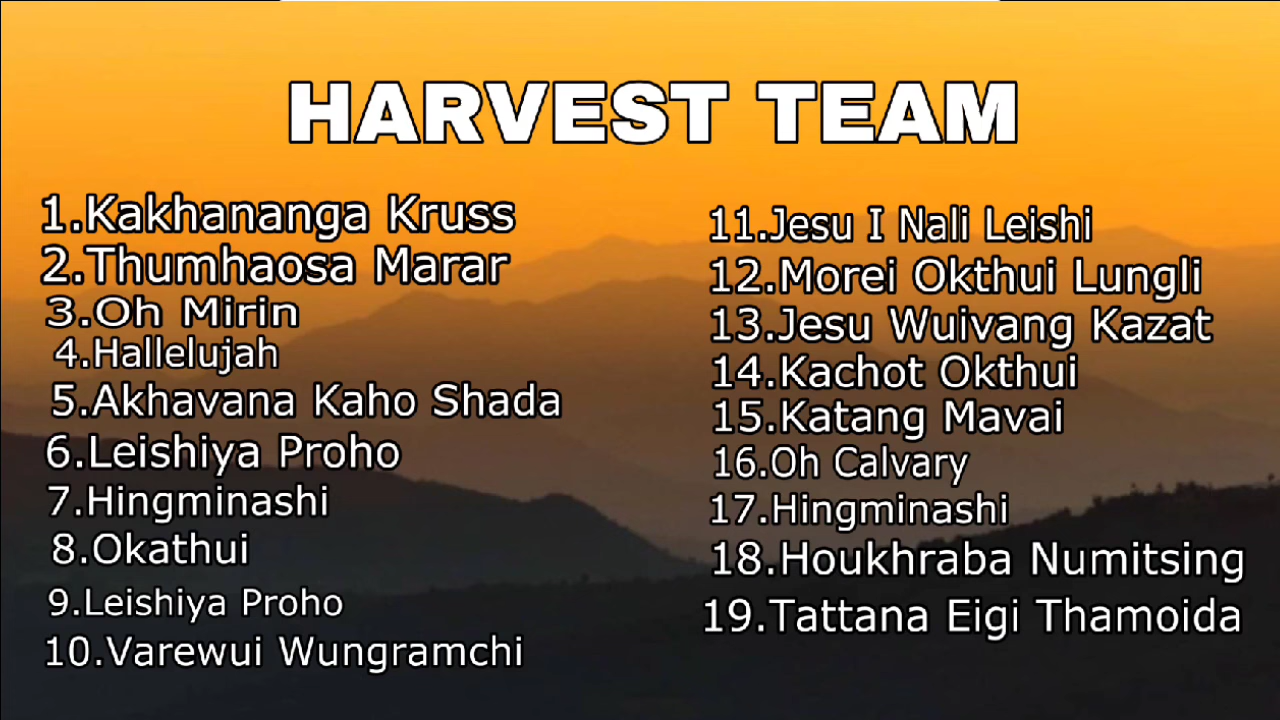 HARVEST TEAM
1.Kakhananga Kruss
2.Thumhaosa Marar
3.Oh Mirin
4.Hallelujah
5.Akhavana Kaho Shada
6.Leishiya Proho
7.Hingminashi
8.Okathui
9.Leishiya Proho
10.Varewui Wungramchi
11.Jesu I Nali Leishi
12.Morei Okthui Lungli
13.Jesu Wuivang Kazat
14.Kachot Okthui
15.Katang Mavai
16.Oh Calvary
17.Hingminashi
18.Houkhraba Numitsing
19.Tattana Eigi Thamoida